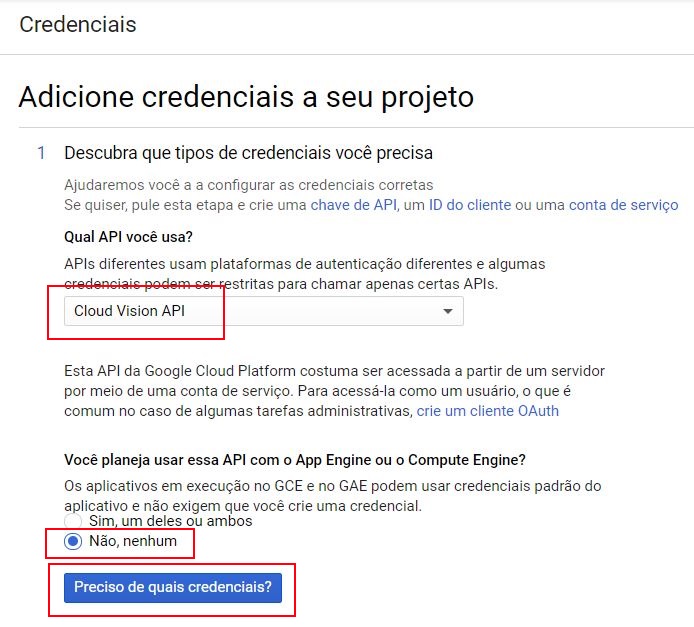 Credenciais
Adicione credenciais a seu projeto
1 Descubra que tipos de credenciais você precisa
Ajudaremos você a a configurar as credenciais corretas
Se quiser, pule esta etapa e crie uma chave de API, um ID do cliente ou uma conta de serviço
Qual API você usa?
APIs diferentes usam plataformas de autenticação diferentes e algumas
credenciais podem ser restritas para chamar apenas certas APIs.
Cloud Vision API
Esta API da Google Cloud Platform costuma ser acessada a partir de um servidor
por meio de uma conta de serviço. Para acessá-la como um usuário, o que é
comum no caso de algumas tarefas administrativas, crie um cliente OAuth
Você planeja usar essa API com o App Engine ou o Compute Engine?
Os aplicativos em execução no GCE e no GAE podem usar credenciais padrão do
aplicativo e não exigem que você crie uma credencial.
Sim, um deles ou ambos
Não, nenhum
Preciso de quais credenciais?